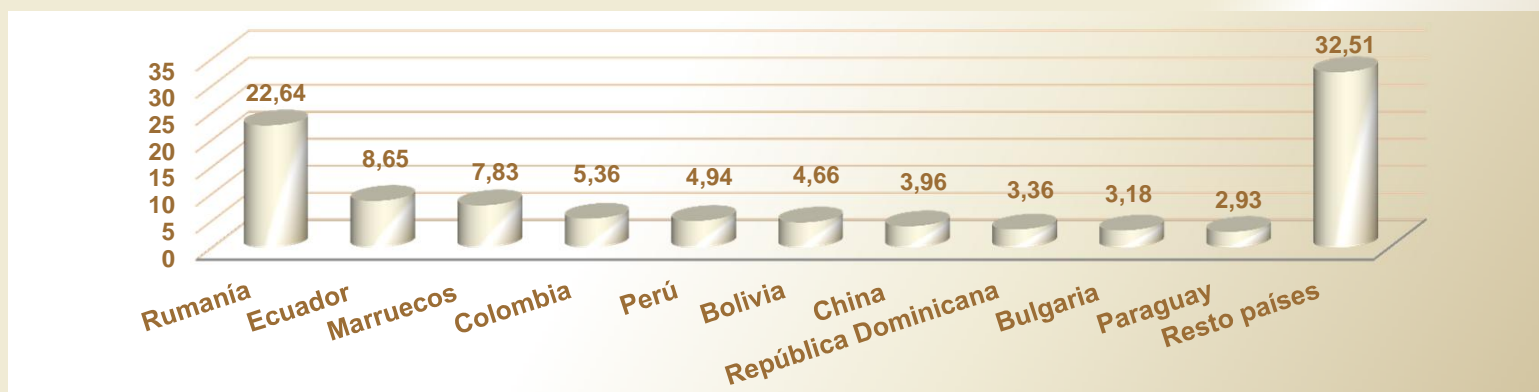 35
30
25
20
15
10
5
0
22,64
8,65
7,83
5,36
4,94
4,66
3,96
3,36
3,18
2,93
32,51
Rumanía
Ecuador
Marruecos
Colombia
Perú
Bolivia
China
República Dominicana
Bulgaria
Paraguay
Resto países